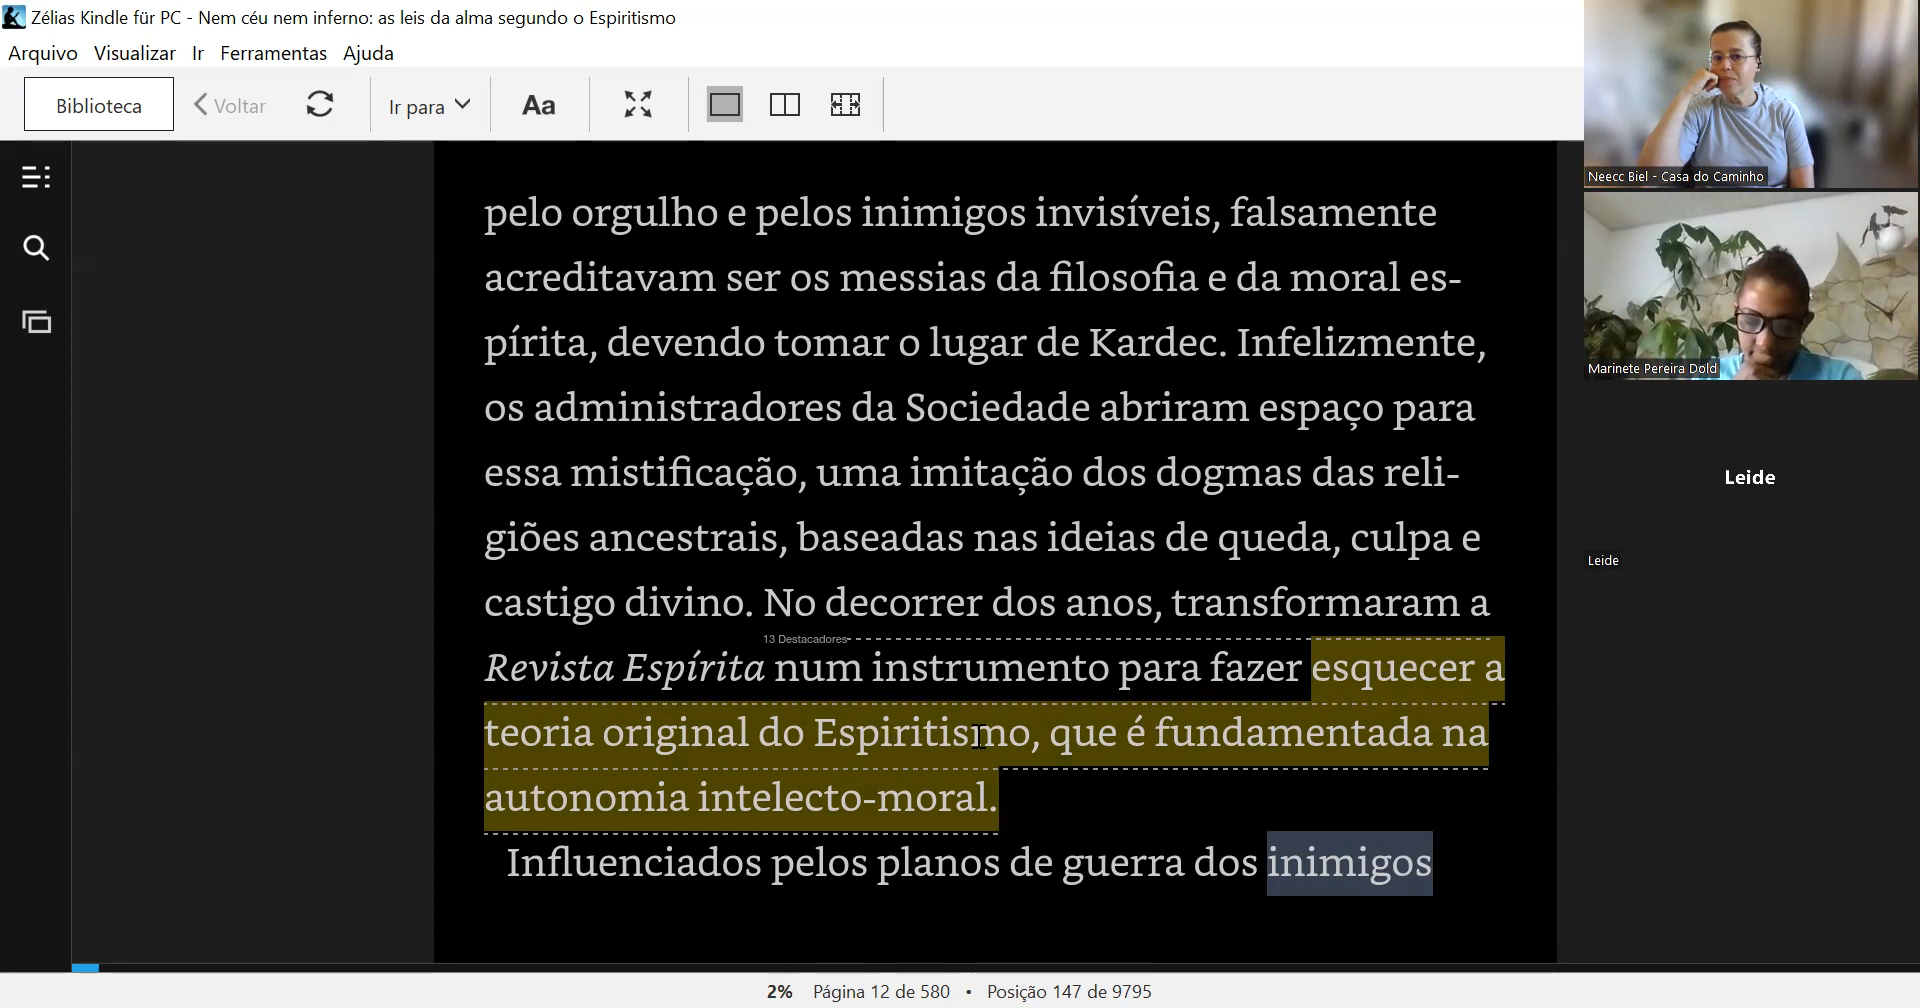 Zélias Kindle für PC - Nem céu nem inferno: as leis da alma segundo o Espiritismo
Arquivo Visualizar Ir Ferramentas Ajuda
Biblioteca Voltar Ir para Aa
pelo orgulho e pelos inimigos invisíveis, falsamente
acreditavam ser os messias da filosofia e da moral es-
pírita, devendo tomar o lugar de Kardec. Infelizmente,
os administradores da Sociedade abriram espaço para
essa mistificação, uma imitação dos dogmas das reli-
giões ancestrais, baseadas nas ideias de queda, culpa e
castigo divino. No decorrer dos anos, transformaram a
13 Destacadores
Revista Espírita num instrumento para fazer esquecer a
teoria original do Espiritismo, que é fundamentada na
autonomia intelecto-moral.
Influenciados pelos planos de guerra dos inimigos
2% Página 12 de 580 • Posição 147 de 9795
Neecc Biel - Casa do Caminho
Marinete Pereira Dold
Leide
Leide